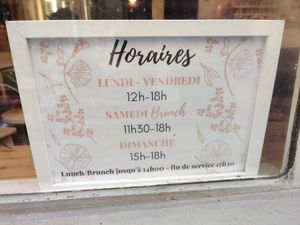 Horaires
LUNDI - VENDREDI
12h-18h
SAMEDI Brunch
11h30-18h
DIMANCHE
15h-18h
Lunch/Brunch jusqu'à 14h00 - fin de service 17h30